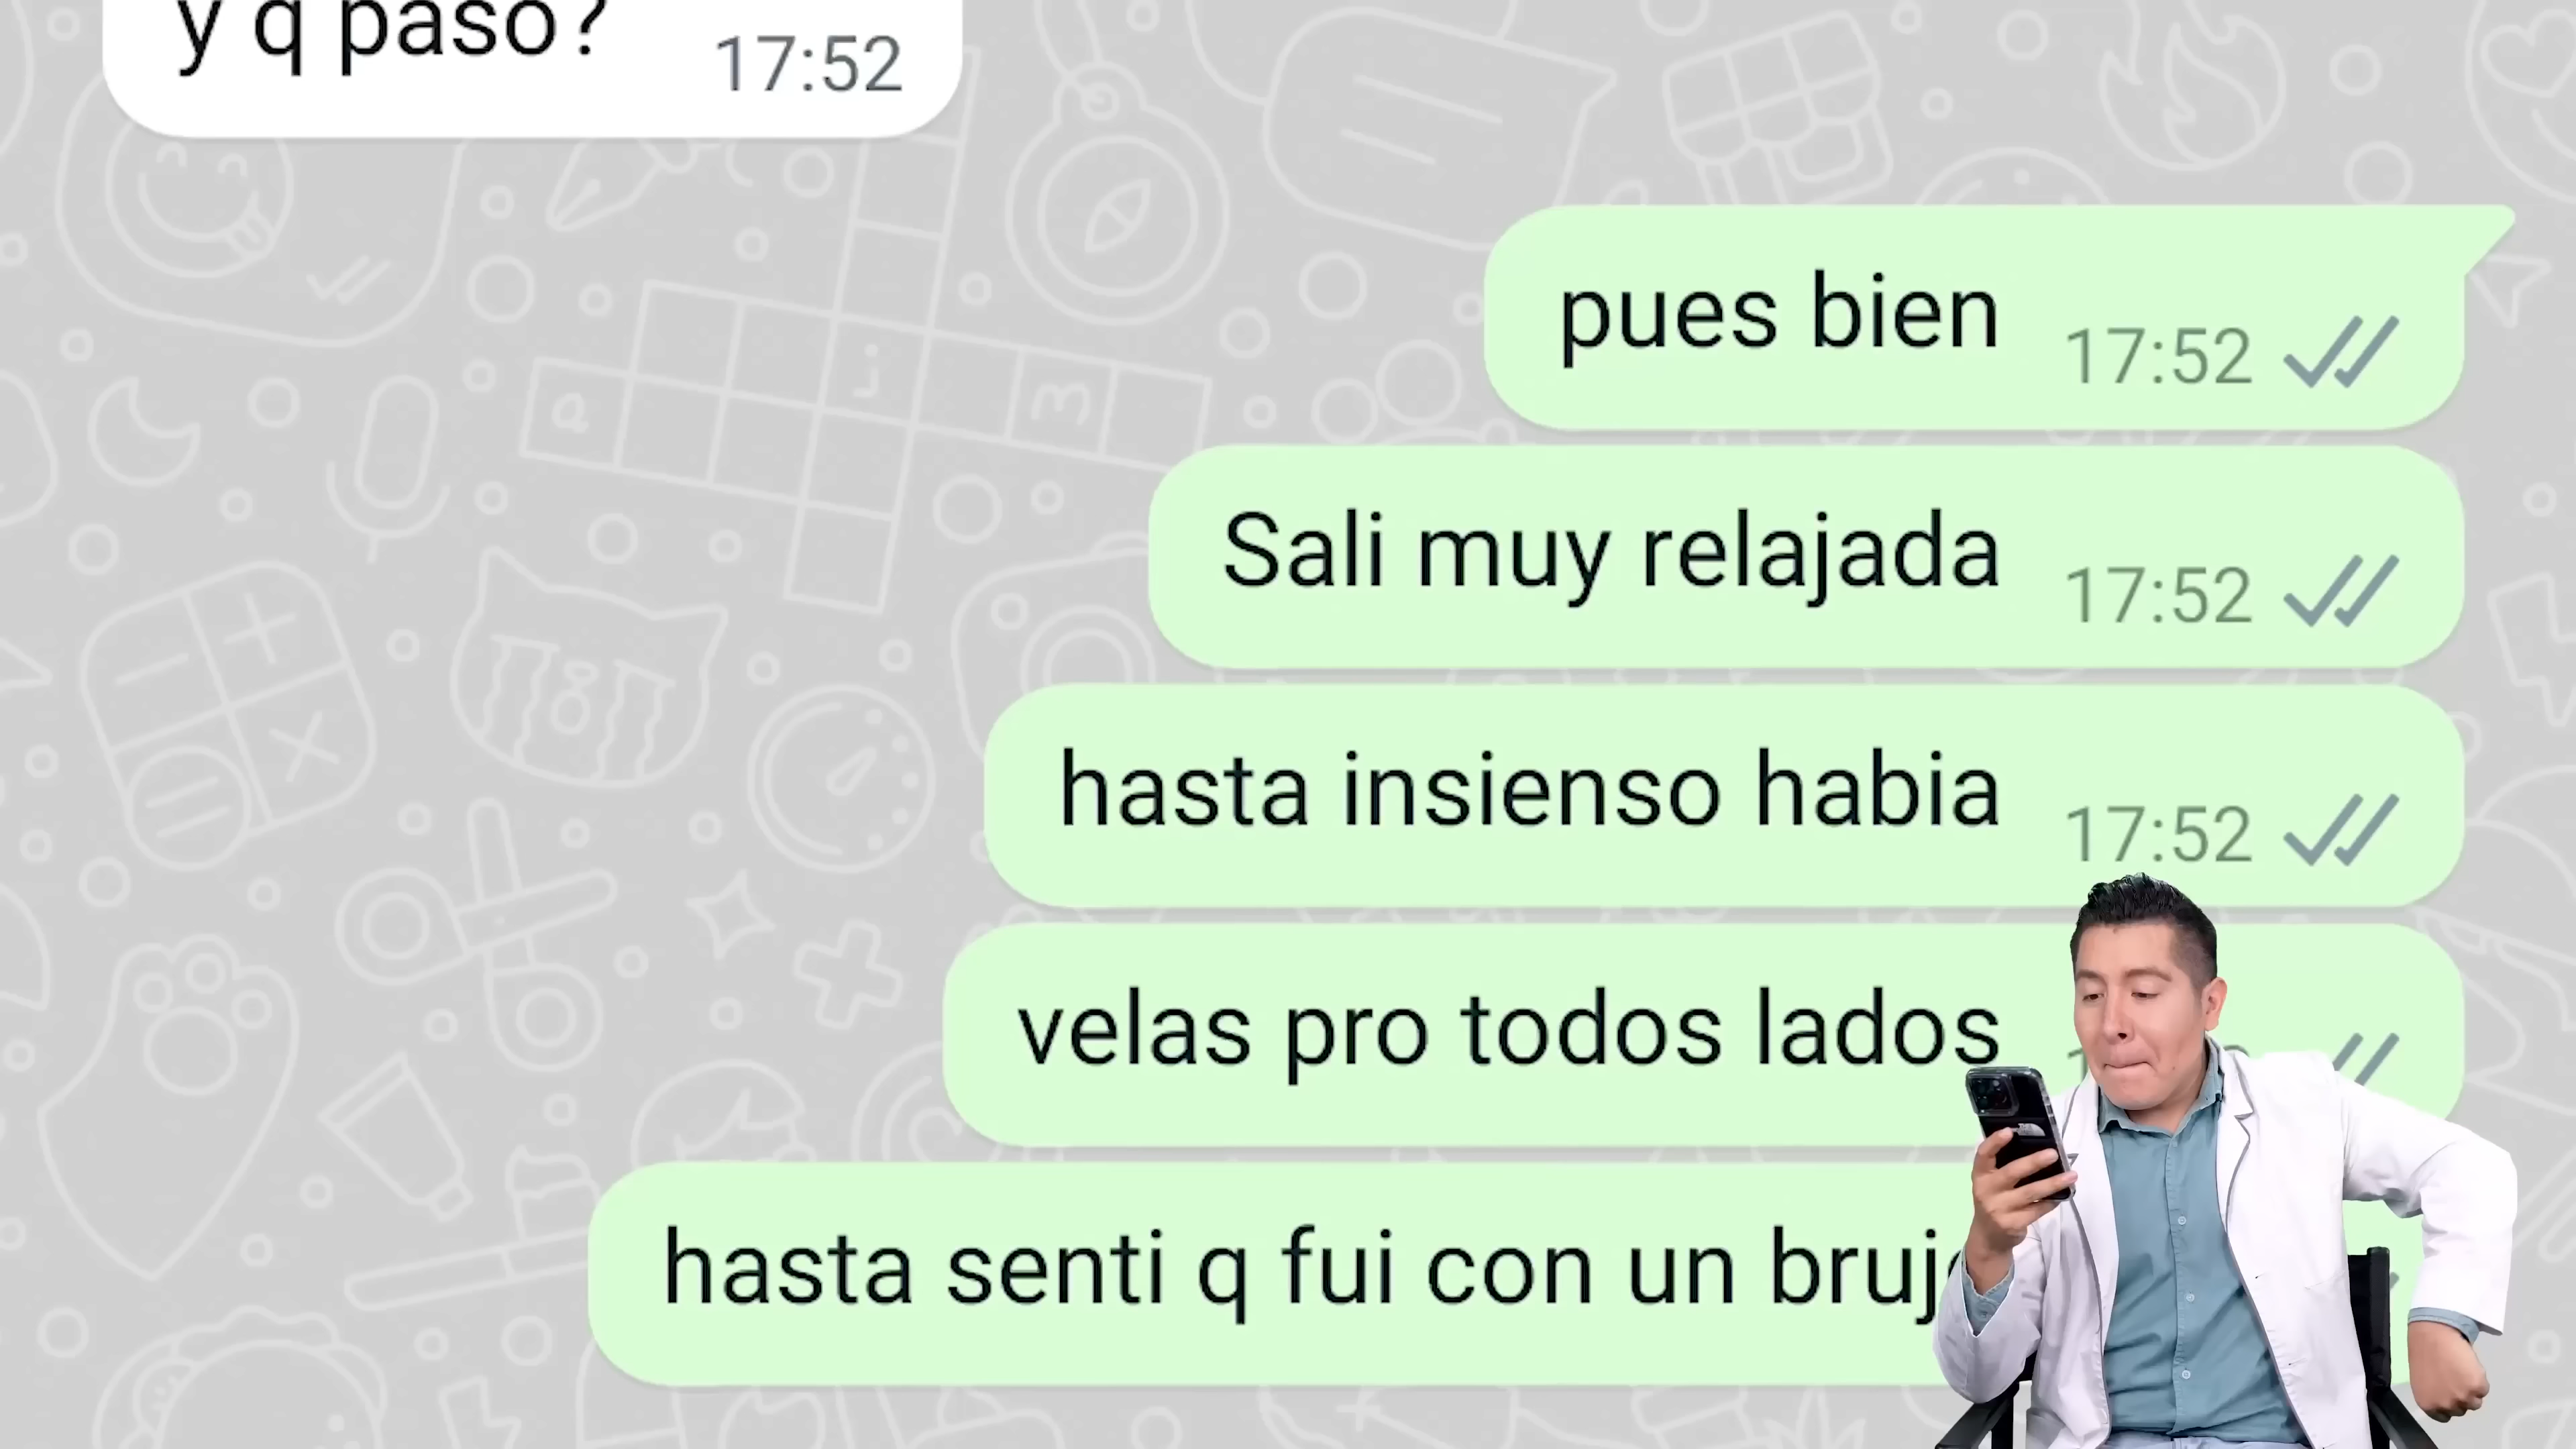 y q paso? 17:52
pues bien 17:52
Sali muy relajada 17:52
hasta insienso habia 17:52
velas pro todos lados
hasta senti q fui con un